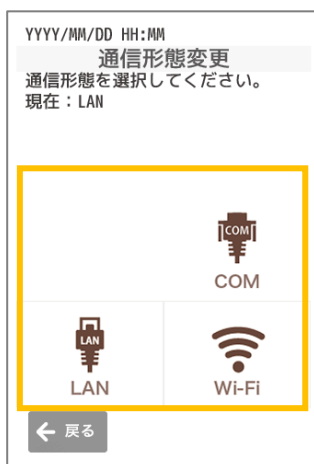 YYYY/MM/DD HH:MM
通信形態変更
通信形態を選択してください。
現在：LAN
COM
COM
LAN
LAN
Wi-Fi
戻る